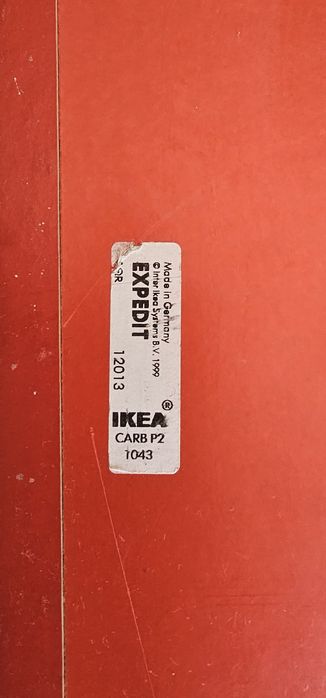 Made in Germany
© Inter Ikea Systems B.V. 1999
EXPEDIT
12013
IKEA®
CARB P2
1043